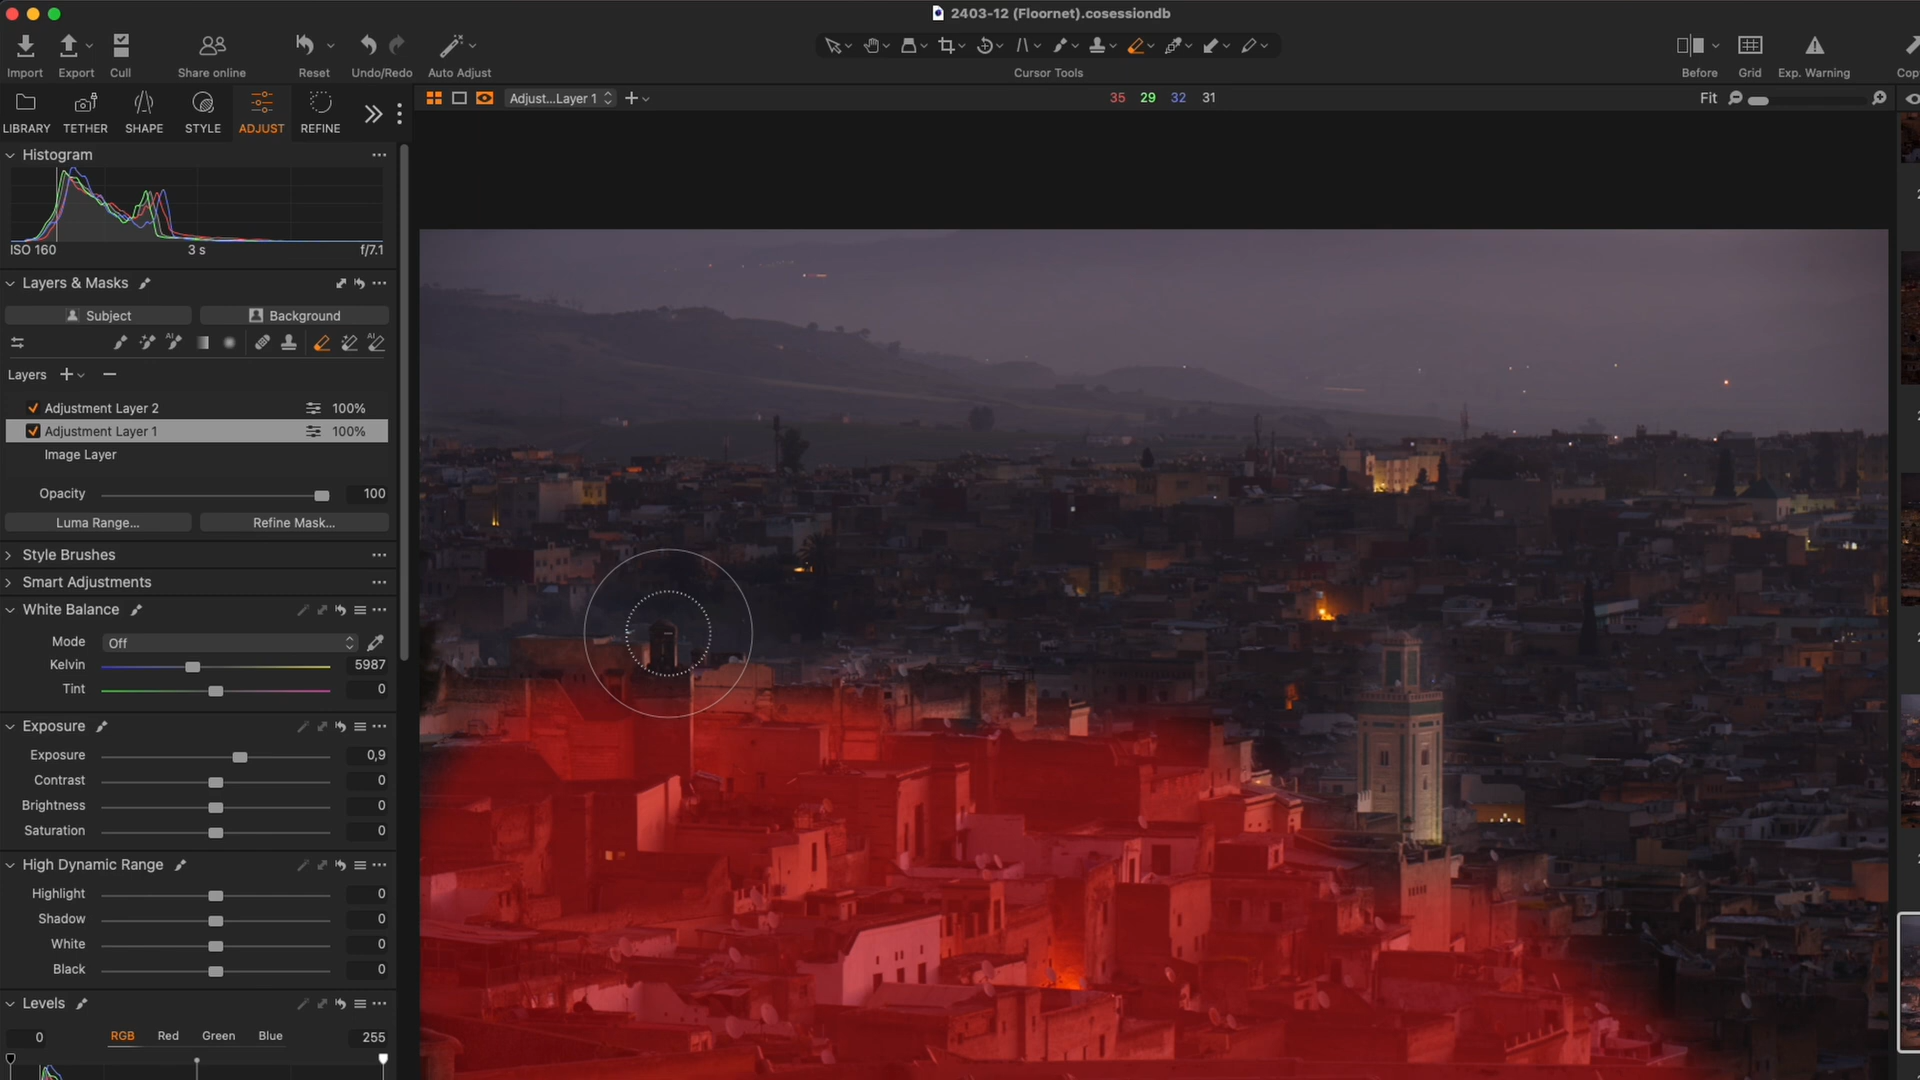 2403-12 (Floornet).cosessiondb
Import
Export
Cull
Share online
Reset
Undo/Redo
Auto Adjust
Cursor Tools
Before
Grid
Exp. Warning
LIBRARY
TETHER
SHAPE
STYLE
ADJUST
REFINE
Adjust...Layer 1
35 29 32 31
Fit
Histogram
ISO 160
3 s
f/7.1
Layers & Masks
Subject
Background
AI
AI
Layers
Adjustment Layer 2 100%
Adjustment Layer 1 100%
Image Layer
Opacity 100
Luma Range...
Refine Mask...
Style Brushes
Smart Adjustments
White Balance
Mode Off
Kelvin 5987
Tint 0
Exposure
Exposure 0,9
Contrast 0
Brightness 0
Saturation 0
High Dynamic Range
Highlight 0
Shadow 0
White 0
Black 0
Levels
0 RGB Red Green Blue 255